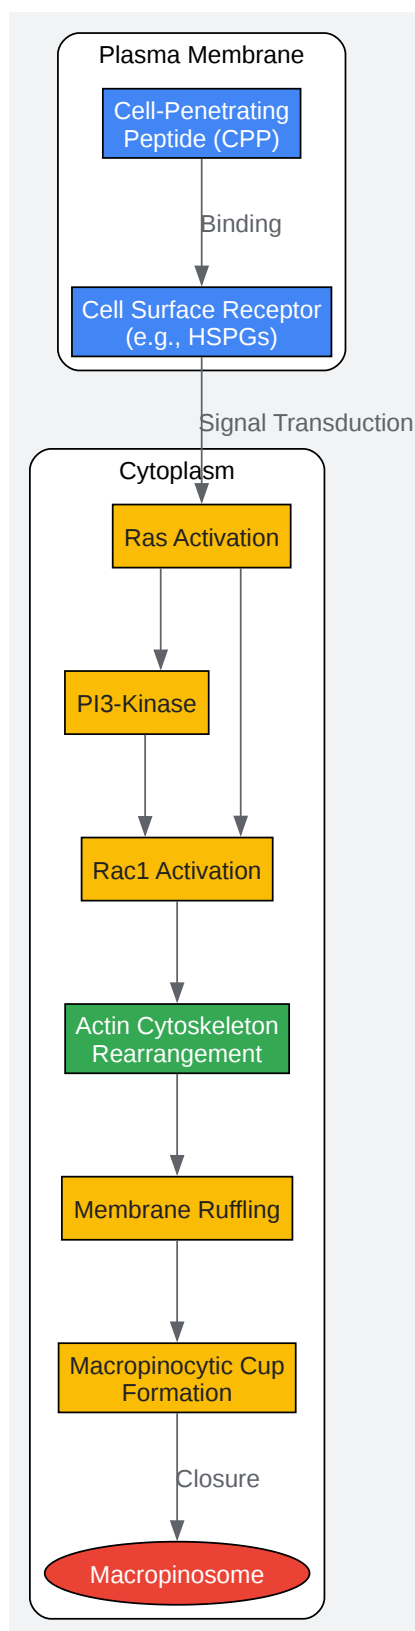 Plasma Membrane
Cell-Penetrating
Peptide (CPP)
Binding
Cell Surface Receptor
(e.g., HSPGs)
Signal Transduction
Cytoplasm
Ras Activation
PI3-Kinase
Rac1 Activation
Actin Cytoskeleton
Rearrangement
Membrane Ruffling
Macropinocytic Cup
Formation
Closure
Macropinosome